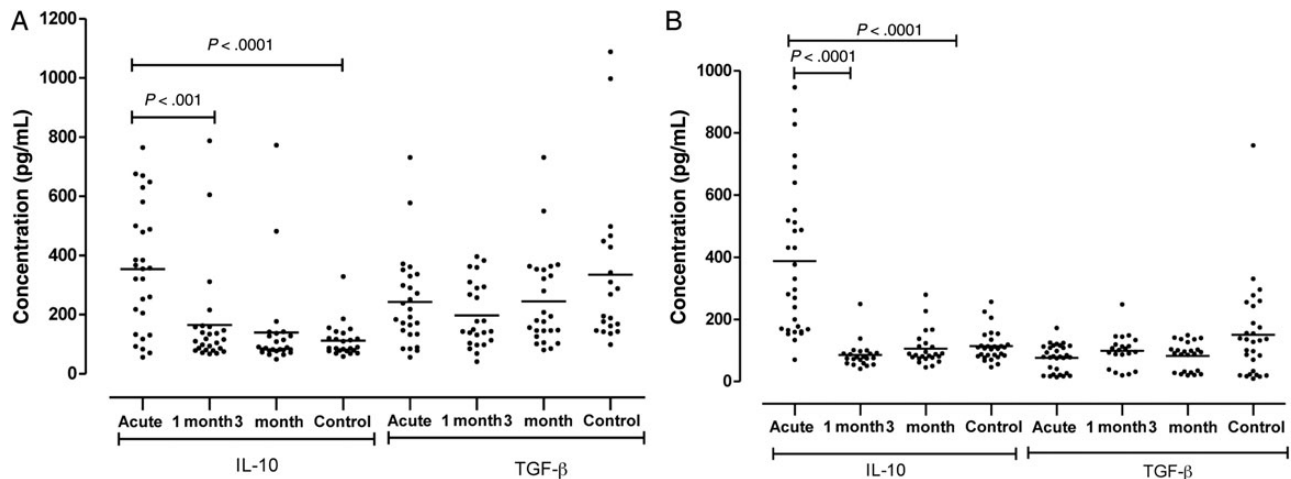 A
Concentration (pg/mL)
1200
1000
800
600
400
200
0
P < .0001
P < .001
Acute 1 month3 month Control Acute 1 month3 month Control
IL-10 TGF-β
B
Concentration (pg/mL)
1000
800
600
400
200
0
P < .0001
P < .0001
Acute 1 month3 month Control Acute 1 month3 month Control
IL-10 TGF-β